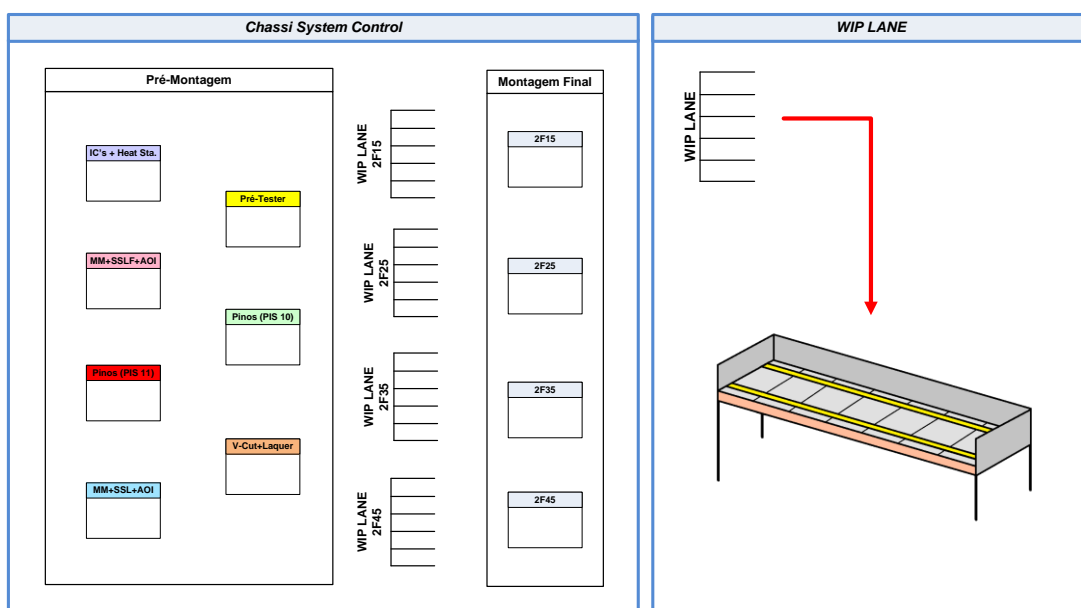 Chassi System Control
WIP LANE
Pré-Montagem
Montagem Final
IC's + Heat Sta.
Pré-Tester
MM+SSLF+AOI
Pinos (PIS 10)
Pinos (PIS 11)
V-Cut+Laquer
MM+SSL+AOI
WIP LANE
2F15
WIP LANE
2F25
WIP LANE
2F35
WIP LANE
2F45
2F15
2F25
2F35
2F45
WIP LANE